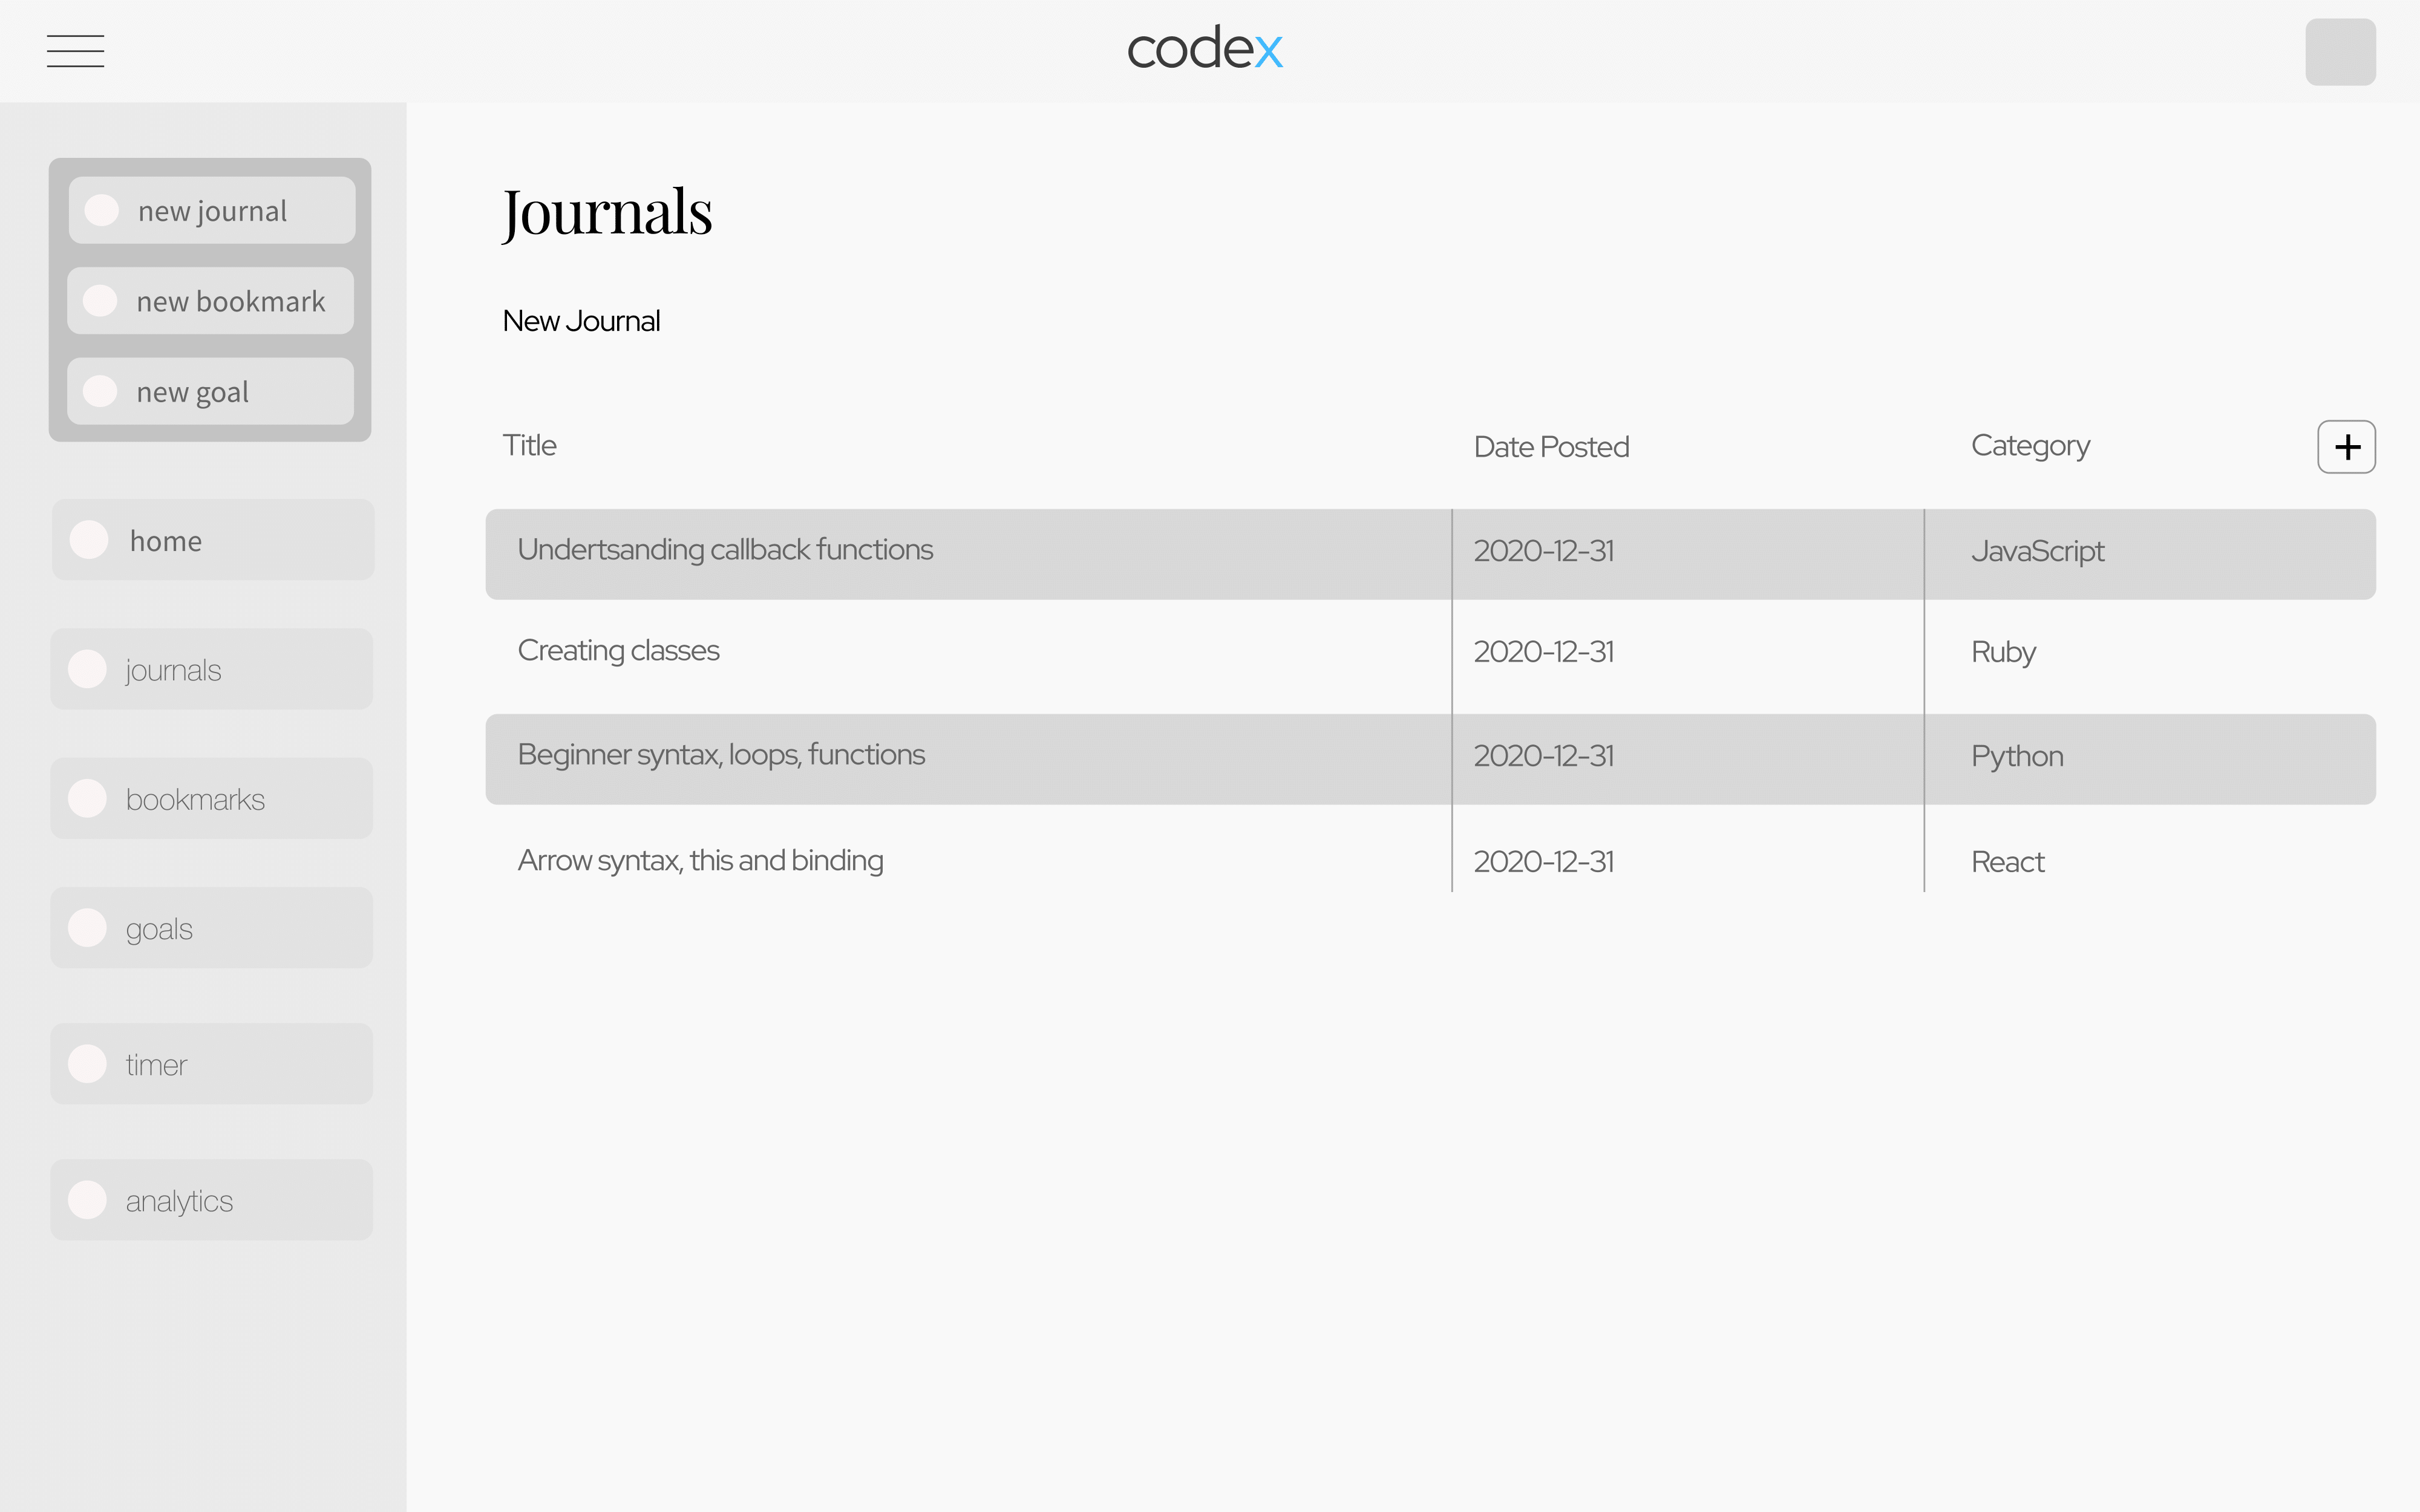 codex
new journal
new bookmark
new goal
home
journals
bookmarks
goals
timer
analytics
Journals
New Journal
Title Date Posted Category +
Undertsanding callback functions 2020-12-31 JavaScript
Creating classes 2020-12-31 Ruby
Beginner syntax, loops, functions 2020-12-31 Python
Arrow syntax, this and binding 2020-12-31 React